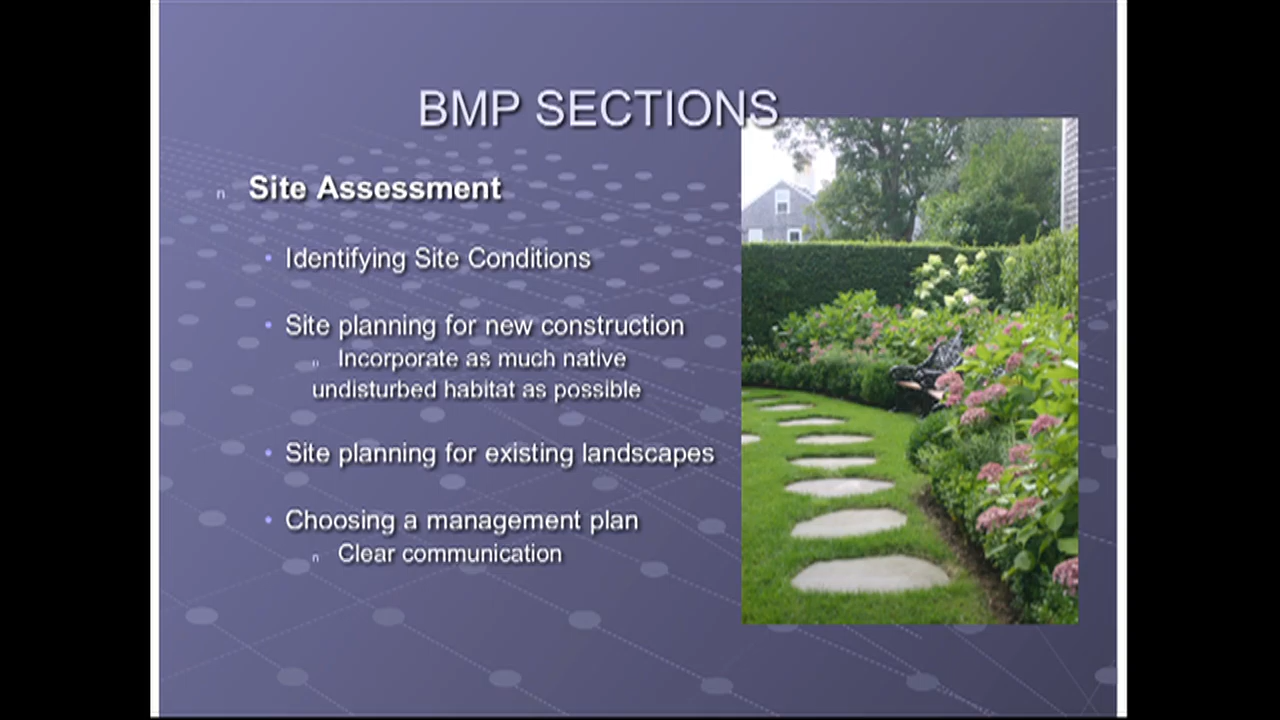 BMP SECTIONS
n Site Assessment
• Identifying Site Conditions
• Site planning for new construction
n Incorporate as much native
undisturbed habitat as possible
• Site planning for existing landscapes
• Choosing a management plan
n Clear communication